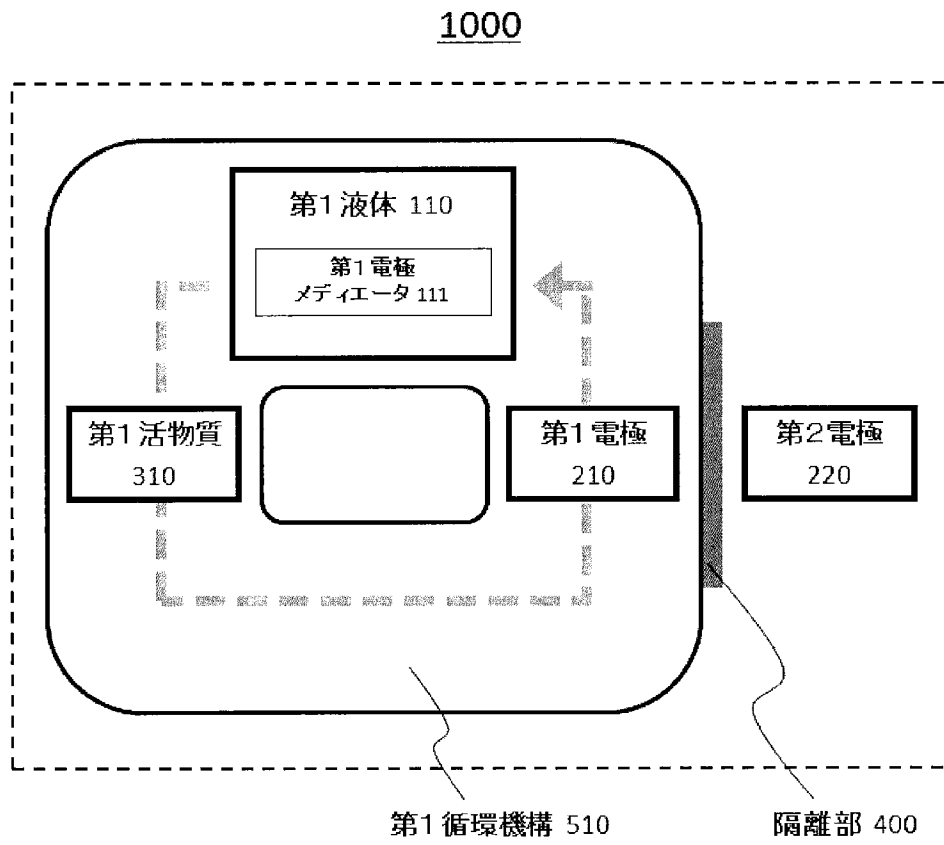 1000
第1液体 110
第1電極
メディエータ 111
第1活物質
310
第1電極
210
第2電極
220
第1循環機構 510
隔離部 400